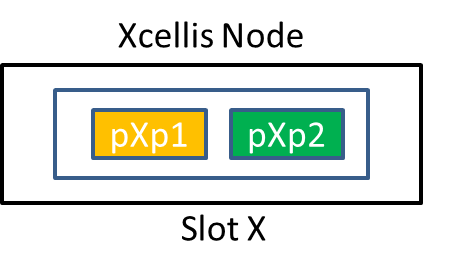 Xcellis Node
pXp1 pXp2
Slot X